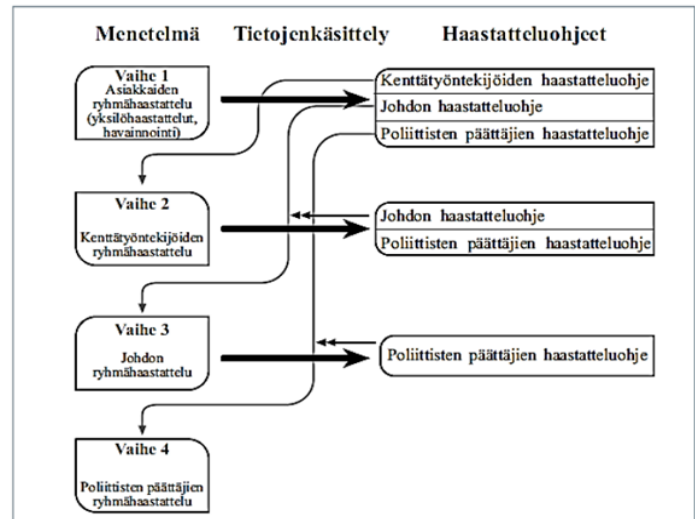 Menetelmä Tietojenkäsittely Haastatteluohjeet
Vaihe 1
Asiakkaiden
ryhmähaastattelu
(yksilöhaastattelut,
havainnointi)
Kenttätyöntekijöiden haastatteluohje
Johdon haastatteluohje
Poliittisten päättäjien haastatteluohje
Vaihe 2
Kenttätyöntekijöiden
ryhmähaastattelu
Johdon haastatteluohje
Poliittisten päättäjien haastatteluohje
Vaihe 3
Johdon
ryhmähaastattelu
Poliittisten päättäjien haastatteluohje
Vaihe 4
Poliittisten päättäjien
ryhmähaastattelu